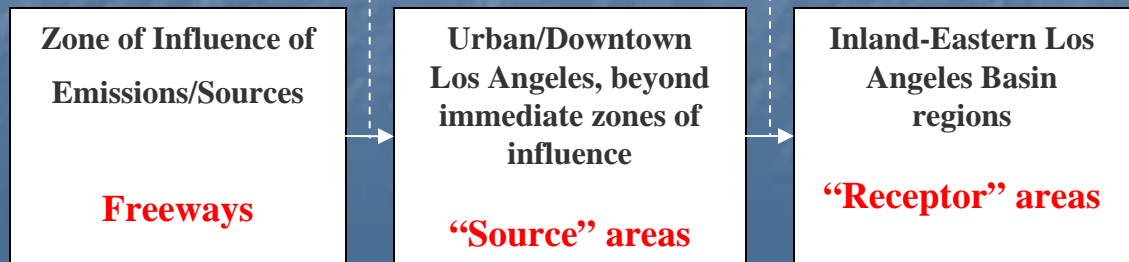 Zone of Influence of
Emissions/Sources
Freeways
Urban/Downtown
Los Angeles, beyond
immediate zones of
influence
“Source” areas
Inland-Eastern Los
Angeles Basin
regions
“Receptor” areas